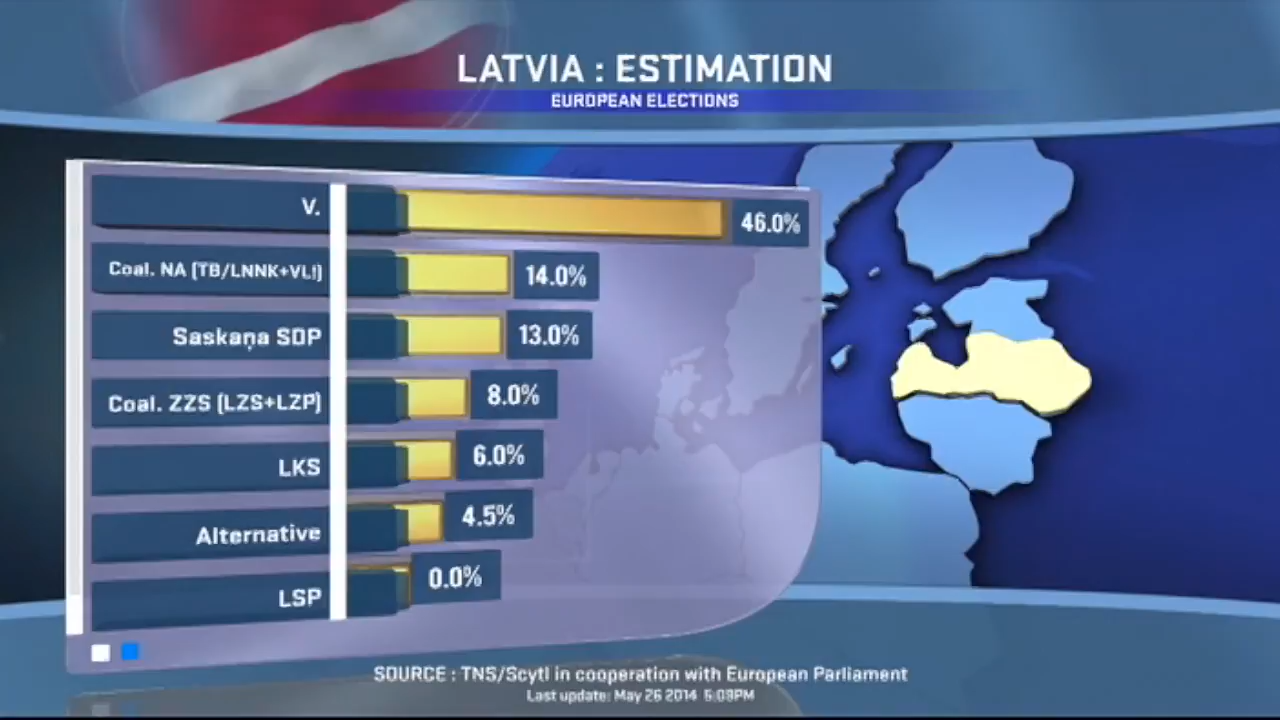 LATVIA : ESTIMATION
EUROPEAN ELECTIONS
V. 46.0%
Coal. NA (TB/LNNK+VL!) 14.0%
Saskaņa SDP 13.0%
Coal. ZZS (LZS+LZP) 8.0%
LKS 6.0%
Alternative 4.5%
LSP 0.0%
SOURCE : TNS/Scytl in cooperation with European Parliament
Last update: May 26 2014 5:09PM